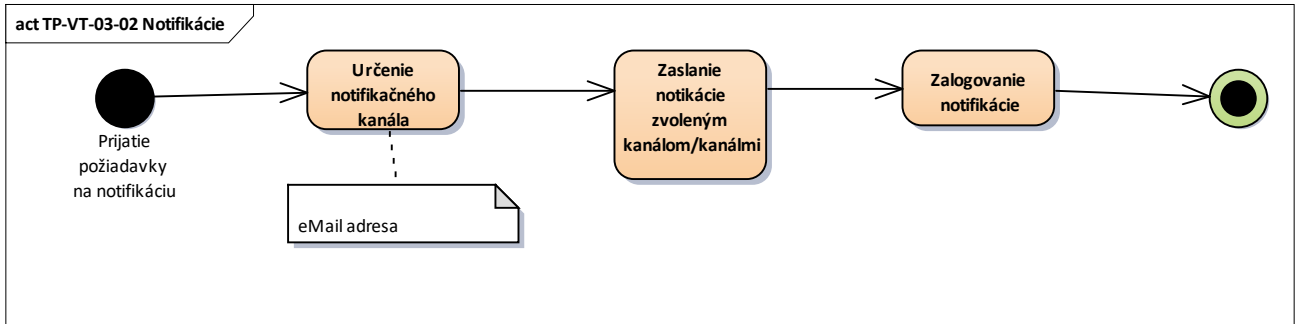 act TP-VT-03-02 Notifikácie
Prijatie
požiadavky
na notifikáciu
Určenie
notifikačného
kanála
eMail adresa
Zaslanie
notikácie
zvoleným
kanálom/kanálmi
Zalogovanie
notifikácie